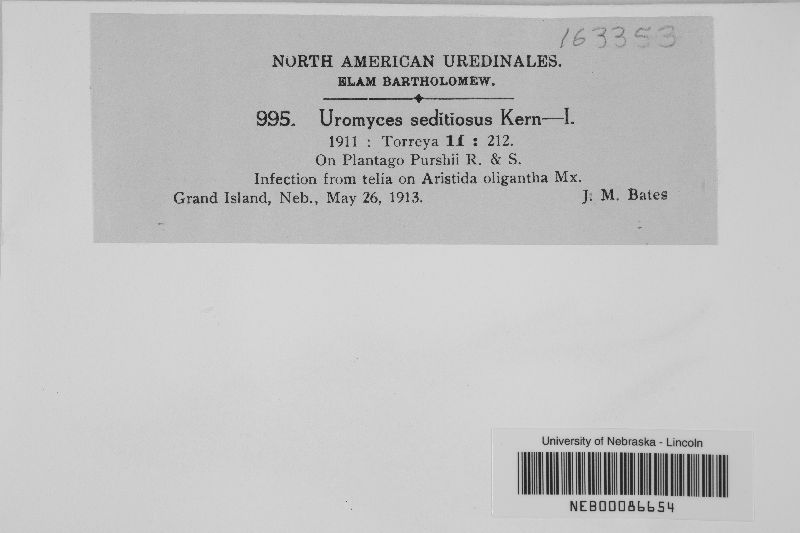 163353
NORTH AMERICAN UREDINALES.
ELAM BARTHOLOMEW.
995. Uromyces seditiosus Kern—I.
1911 : Torreya 11 : 212.
On Plantago Purshii R. & S.
Infection from telia on Aristida oligantha Mx.
Grand Island, Neb., May 26, 1913. J. M. Bates
University of Nebraska - Lincoln
NEB00086654